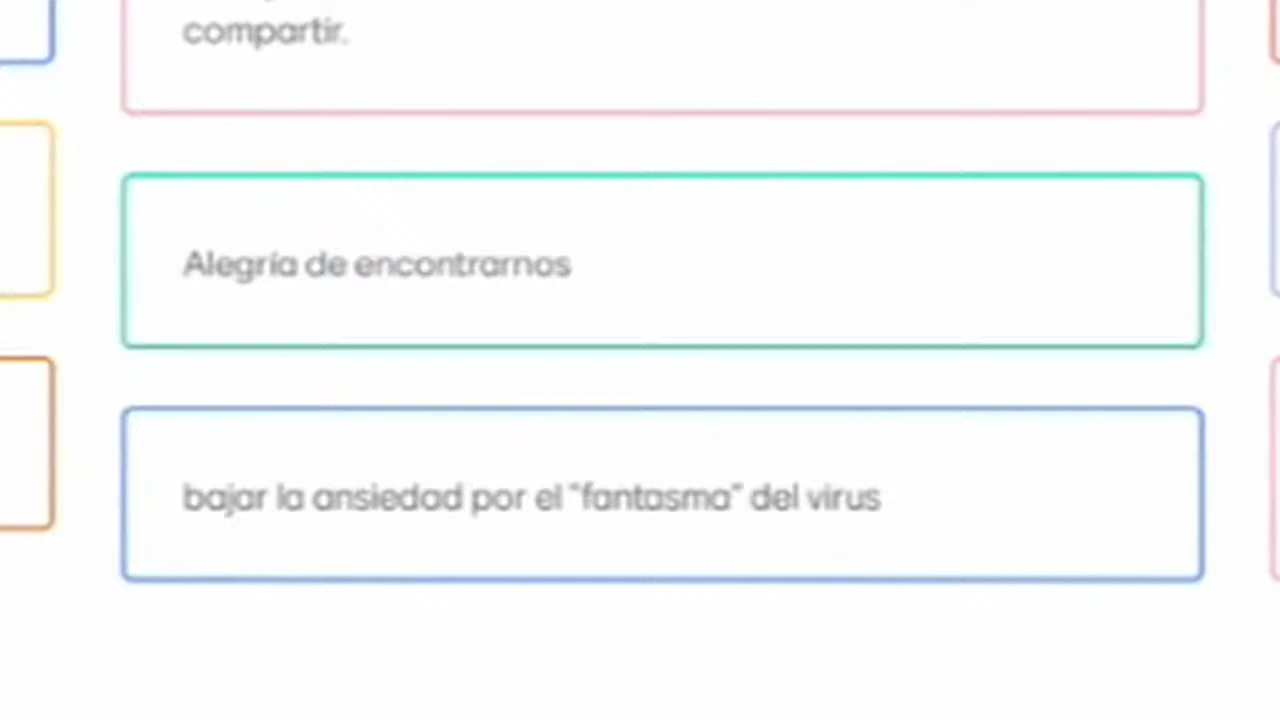 compartir.
Alegría de encontrarnos
bajar la ansiedad por el "fantasma" del virus